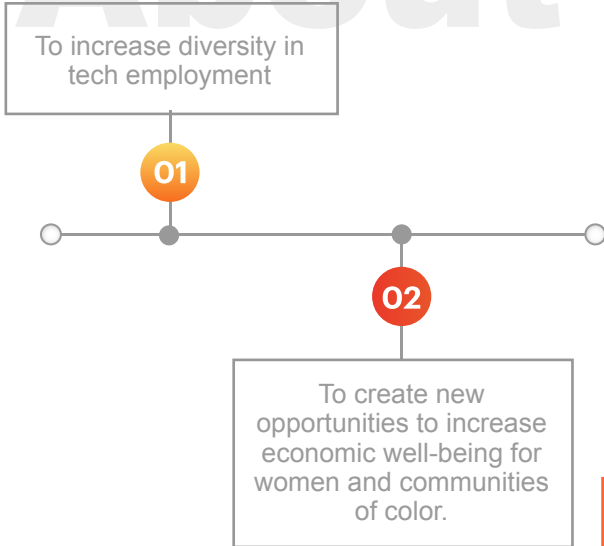 About
To increase diversity in
tech employment
01
02
To create new
opportunities to increase
economic well-being for
women and communities
of color.